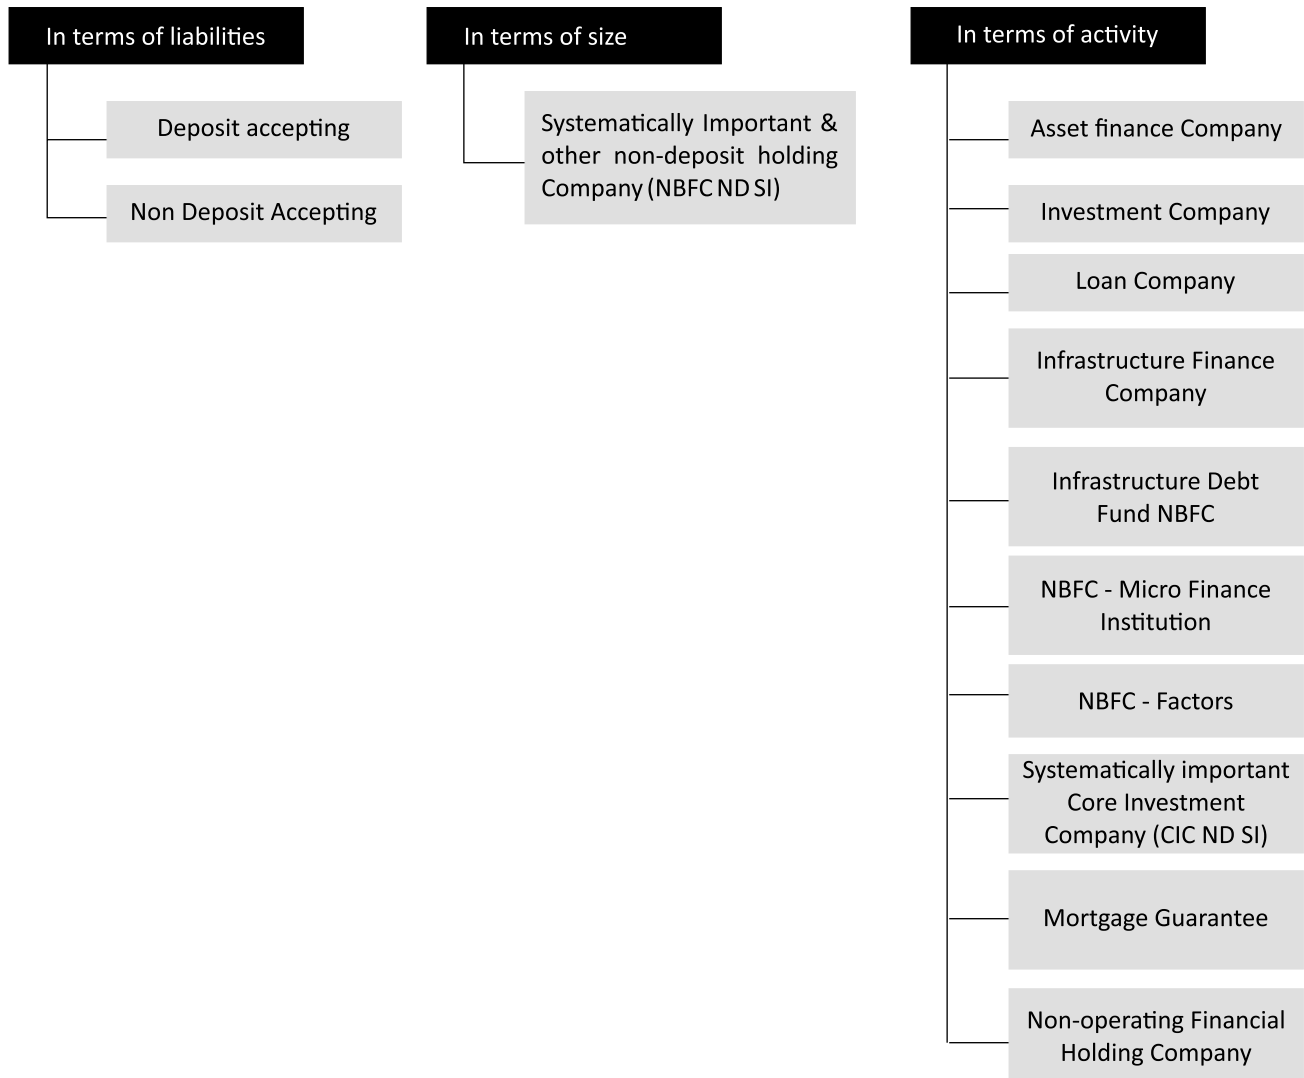 In terms of liabilities
Deposit accepting
Non Deposit Accepting
In terms of size
Systematically Important &
other non-deposit holding
Company (NBFC ND SI)
In terms of activity
Asset finance Company
Investment Company
Loan Company
Infrastructure Finance
Company
Infrastructure Debt
Fund NBFC
NBFC - Micro Finance
Institution
NBFC - Factors
Systematically important
Core Investment
Company (CIC ND SI)
Mortgage Guarantee
Non-operating Financial
Holding Company